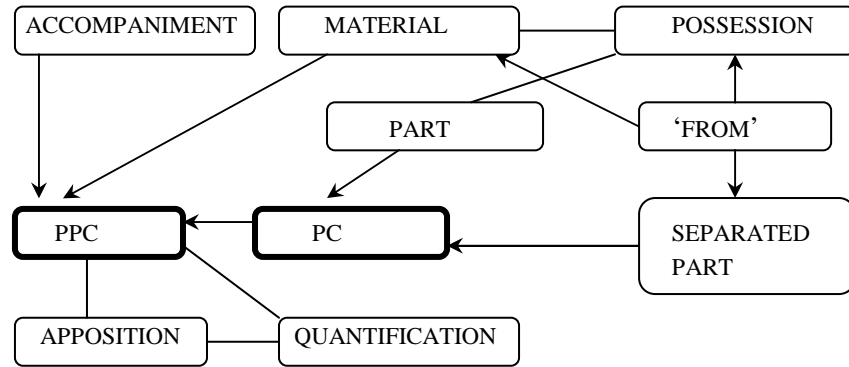 ACCOMPANIMENT
MATERIAL
POSSESSION
PART
‘FROM’
PPC
PC
SEPARATED
PART
APPOSITION
QUANTIFICATION